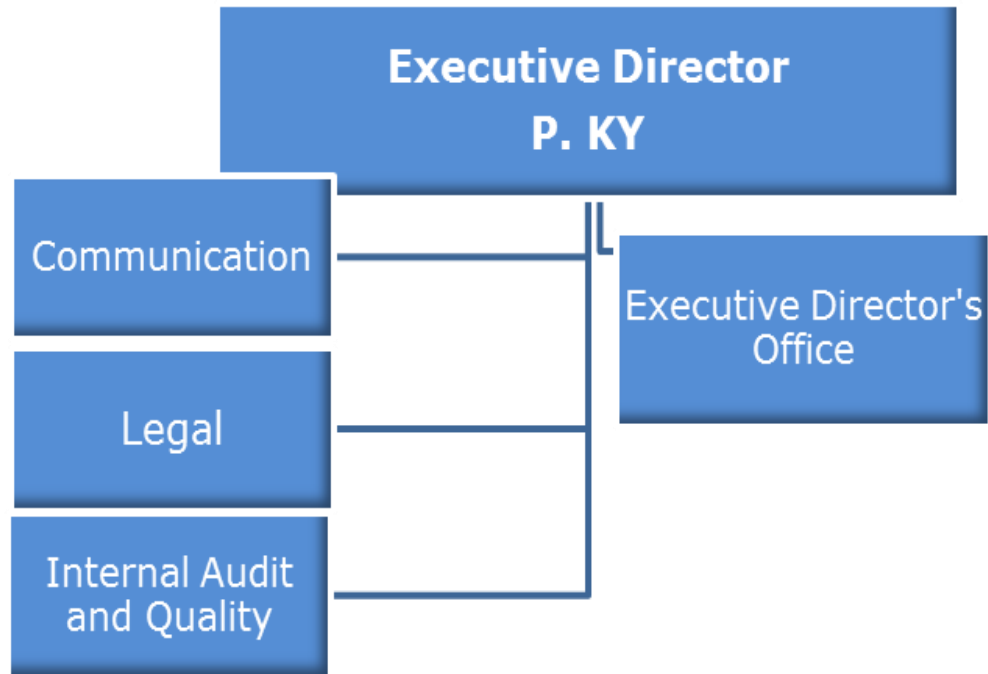 Executive Director
P. KY
Communication
Executive Director's
Office
Legal
Internal Audit
and Quality